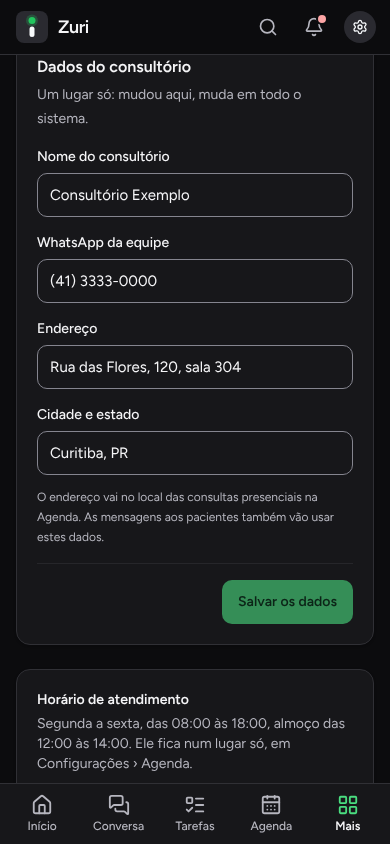 Zuri
Dados do consultório
Um lugar só: mudou aqui, muda em todo o
sistema.
Nome do consultório
Consultório Exemplo
WhatsApp da equipe
(41) 3333-0000
Endereço
Rua das Flores, 120, sala 304
Cidade e estado
Curitiba, PR
O endereço vai no local das consultas presenciais na
Agenda. As mensagens aos pacientes também vão usar
estes dados.
Salvar os dados
Horário de atendimento
Segunda a sexta, das 08:00 às 18:00, almoço das
12:00 às 14:00. Ele fica num lugar só, em
Configurações › Agenda.
Início
Conversa
Tarefas
Agenda
Mais